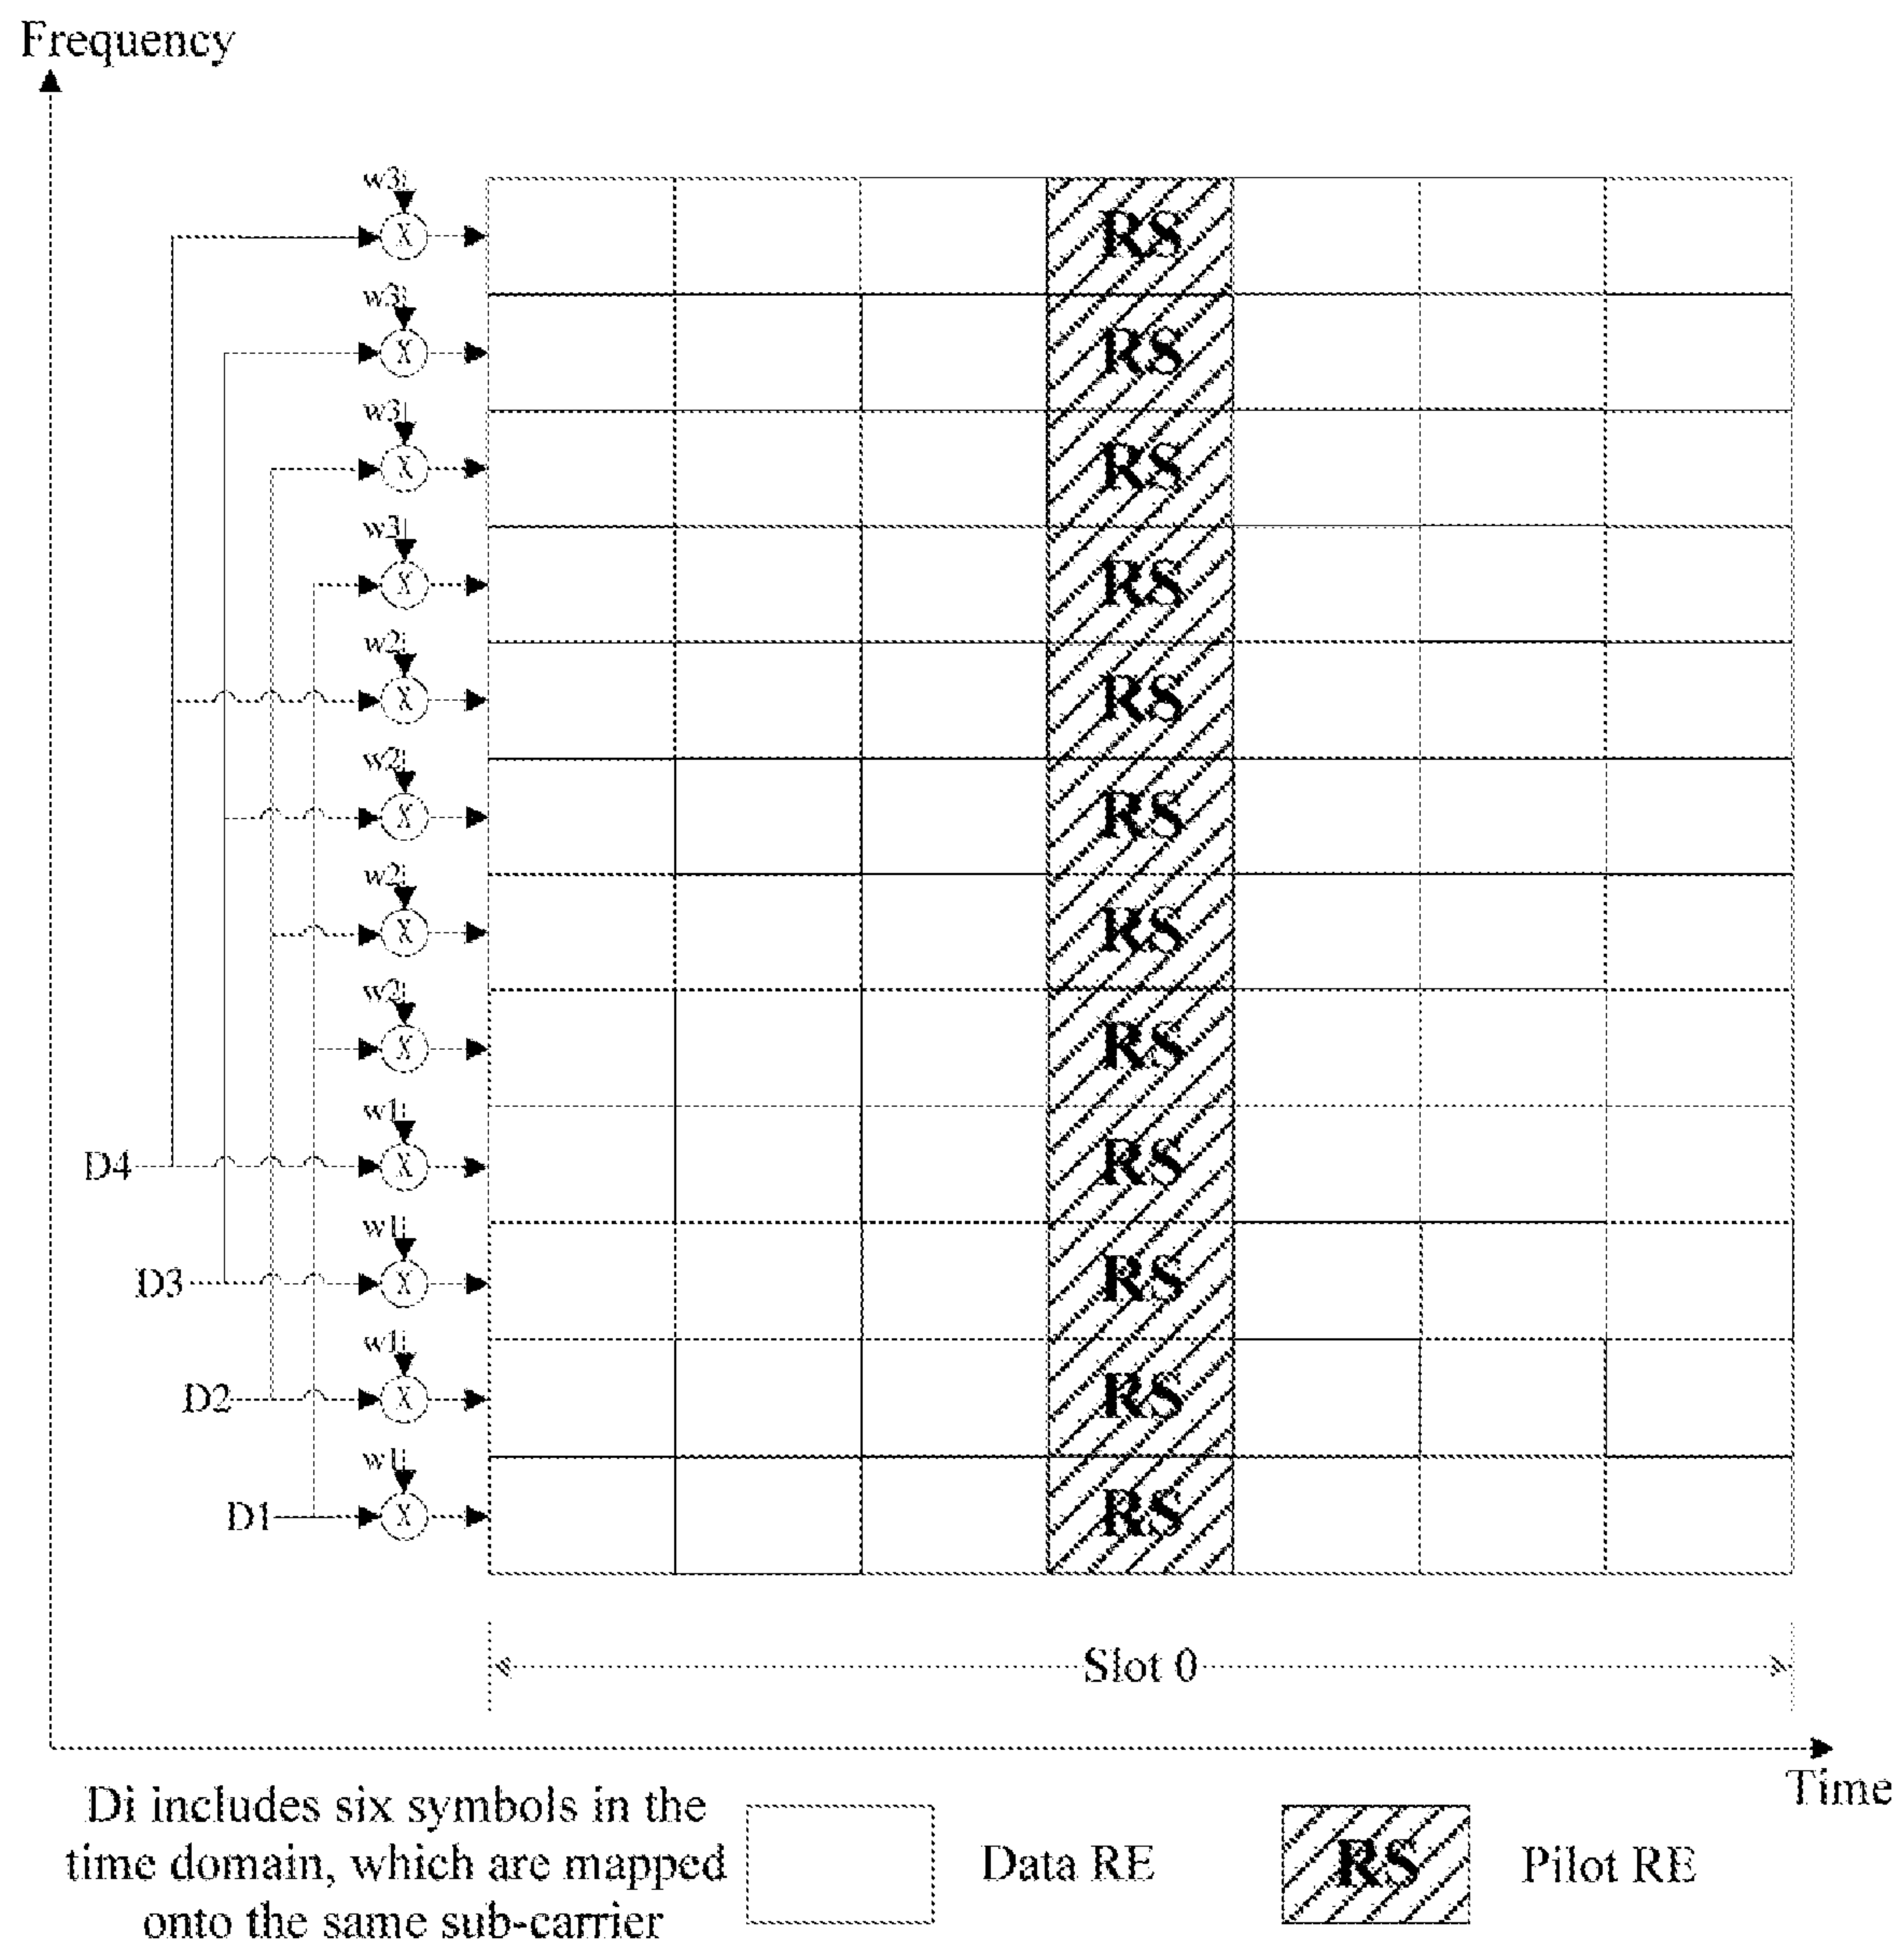 Frequency
w3
X
RS
w3
X
RS
w3
X
RS
w3
X
RS
w2
X
RS
w2
X
RS
w2
X
RS
w2
X
RS
w1
D4
X
RS
w1
D3
X
RS
w1
D2
X
RS
w1
D1
X
RS
Slot 0
Time
Di includes six symbols in the
time domain, which are mapped
onto the same sub-carrier
Data RE
RS
Pilot RE